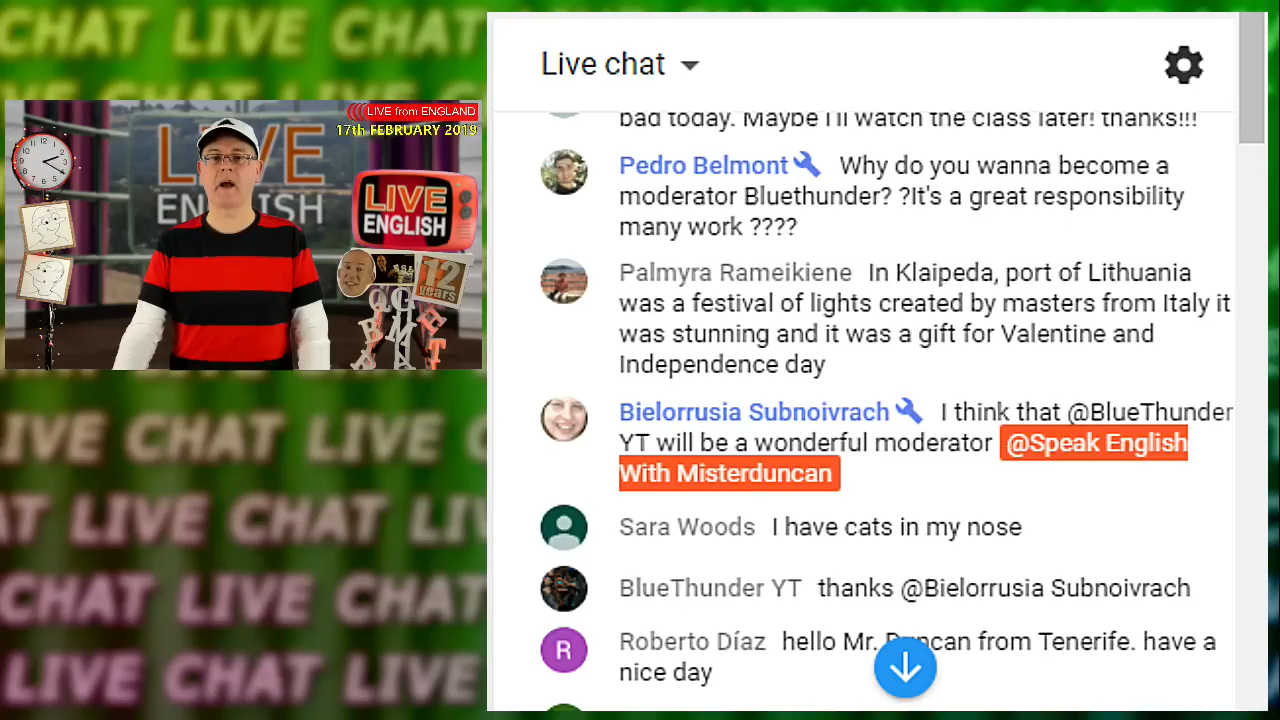 CHAT LIVE CHAT LIVE CHAT
LIVE from ENGLAND
17th FEBRUARY 2019
LIVE
ENGLISH
LIVE
ENGLISH
12
years
LIVE CHAT LIVE CHAT
AT LIVE CHAT LIV
CHAT LIVE CHAT
LIVE CHAT LIVE
Live chat
bad today. Maybe I'll watch the class later! thanks!!!
Pedro Belmont Why do you wanna become a
moderator Bluethunder? ?It's a great responsibility
many work ????
Palmyra Rameikiene In Klaipeda, port of Lithuania
was a festival of lights created by masters from Italy it
was stunning and it was a gift for Valentine and
Independence day
Bielorrusia Subnoivrach I think that @BlueThunder
YT will be a wonderful moderator @Speak English
With Misterduncan
Sara Woods I have cats in my nose
BlueThunder YT thanks @Bielorrusia Subnoivrach
R
Roberto Díaz hello Mr. Duncan from Tenerife. have a
nice day